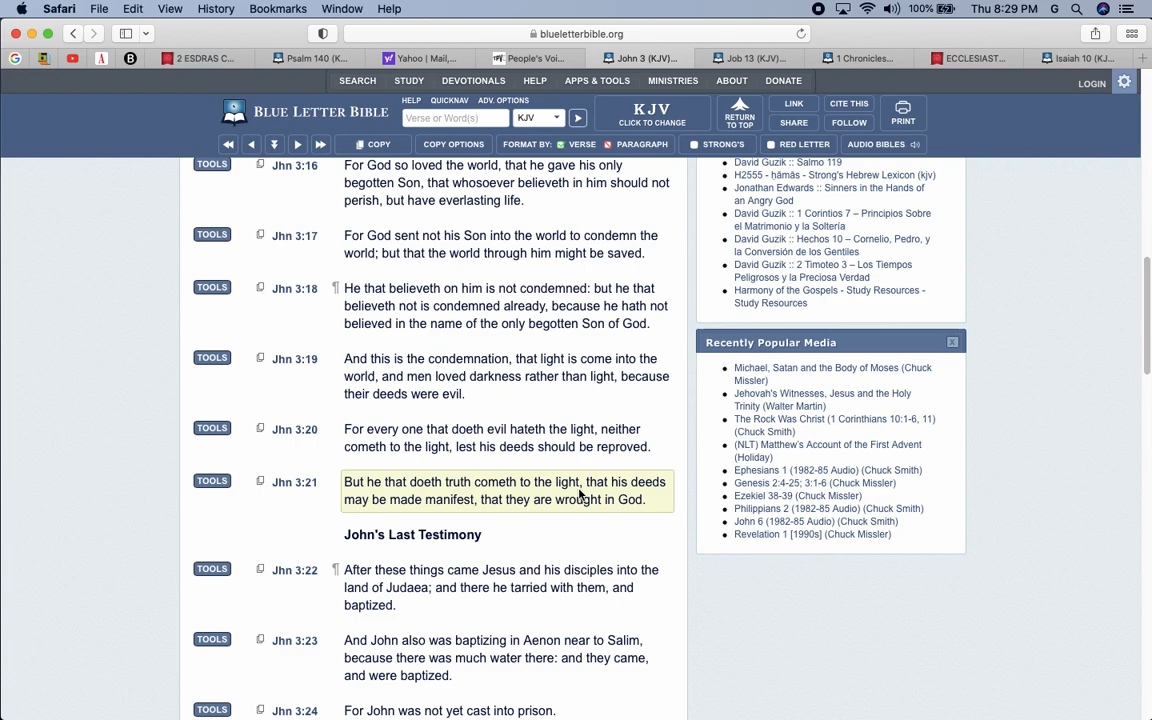 Safari File Edit View History Bookmarks Window Help 100% Thu 8:29 PM G
blueletterbible.org
2 ESDRAS C... Psalm 140 (K... Yahoo | Mail,... People's Voi... John 3 (KJV)... Job 13 (KJV)... 1 Chronicles... ECCLESIAST... Isaiah 10 (KJ...
SEARCH STUDY DEVOTIONALS HELP APPS & TOOLS MINISTRIES ABOUT DONATE LOGIN
BLUE LETTER BIBLE
HELP QUICKNAV ADV. OPTIONS
Verse or Word(s) KJV
KJV
CLICK TO CHANGE
RETURN
TO TOP
LINK CITE THIS
SHARE FOLLOW
PRINT
COPY COPY OPTIONS FORMAT BY: VERSE PARAGRAPH STRONG'S RED LETTER AUDIO BIBLES
TOOLS Jhn 3:16 For God so loved the world, that he gave his only
begotten Son, that whosoever believeth in him should not
perish, but have everlasting life.
TOOLS Jhn 3:17 For God sent not his Son into the world to condemn the
world; but that the world through him might be saved.
TOOLS Jhn 3:18 ¶ He that believeth on him is not condemned: but he that
believeth not is condemned already, because he hath not
believed in the name of the only begotten Son of God.
TOOLS Jhn 3:19 And this is the condemnation, that light is come into the
world, and men loved darkness rather than light, because
their deeds were evil.
TOOLS Jhn 3:20 For every one that doeth evil hateth the light, neither
cometh to the light, lest his deeds should be reproved.
TOOLS Jhn 3:21 But he that doeth truth cometh to the light, that his deeds
may be made manifest, that they are wrought in God.
John's Last Testimony
TOOLS Jhn 3:22 ¶ After these things came Jesus and his disciples into the
land of Judaea; and there he tarried with them, and
baptized.
TOOLS Jhn 3:23 And John also was baptizing in Aenon near to Salim,
because there was much water there: and they came,
and were baptized.
TOOLS Jhn 3:24 For John was not yet cast into prison.
David Guzik :: Salmo 119
H2555 - ḥāmās - Strong's Hebrew Lexicon (kjv)
Jonathan Edwards :: Sinners in the Hands of
an Angry God
David Guzik :: 1 Corintios 7 – Principios Sobre
el Matrimonio y la Soltería
David Guzik :: Hechos 10 – Cornelio, Pedro, y
la Conversión de los Gentiles
David Guzik :: 2 Timoteo 3 – Los Tiempos
Peligrosos y la Preciosa Verdad
Harmony of the Gospels - Study Resources -
Study Resources
Recently Popular Media
Michael, Satan and the Body of Moses (Chuck
Missler)
Jehovah's Witnesses, Jesus and the Holy
Trinity (Walter Martin)
The Rock Was Christ (1 Corinthians 10:1-6, 11)
(Chuck Missler)
(NLT) Matthew's Account of the First Advent
(Holiday)
Ephesians 1 (1982-85 Audio) (Chuck Smith)
Genesis 2:4-25; 3:1-6 (Chuck Missler)
Ezekiel 38-39 (Chuck Missler)
Philippians 2 (1982-85 Audio) (Chuck Smith)
John 6 (1982-85 Audio) (Chuck Smith)
Revelation 1 [1990s] (Chuck Missler)